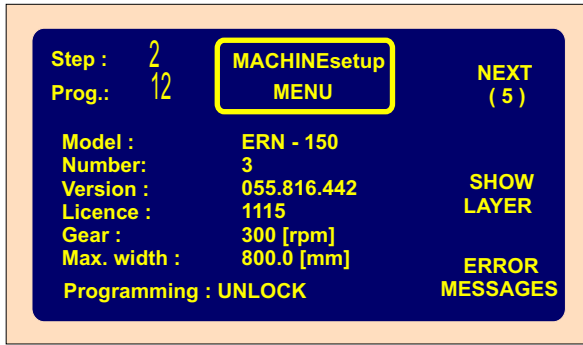 Step : 2
Prog.: 12
MACHINEsetup
MENU
NEXT
( 5 )
Model : ERN - 150
Number: 3
Version : 055.816.442
Licence : 1115
Gear : 300 [rpm]
Max. width : 800.0 [mm]
Programming : UNLOCK
SHOW
LAYER
ERROR
MESSAGES